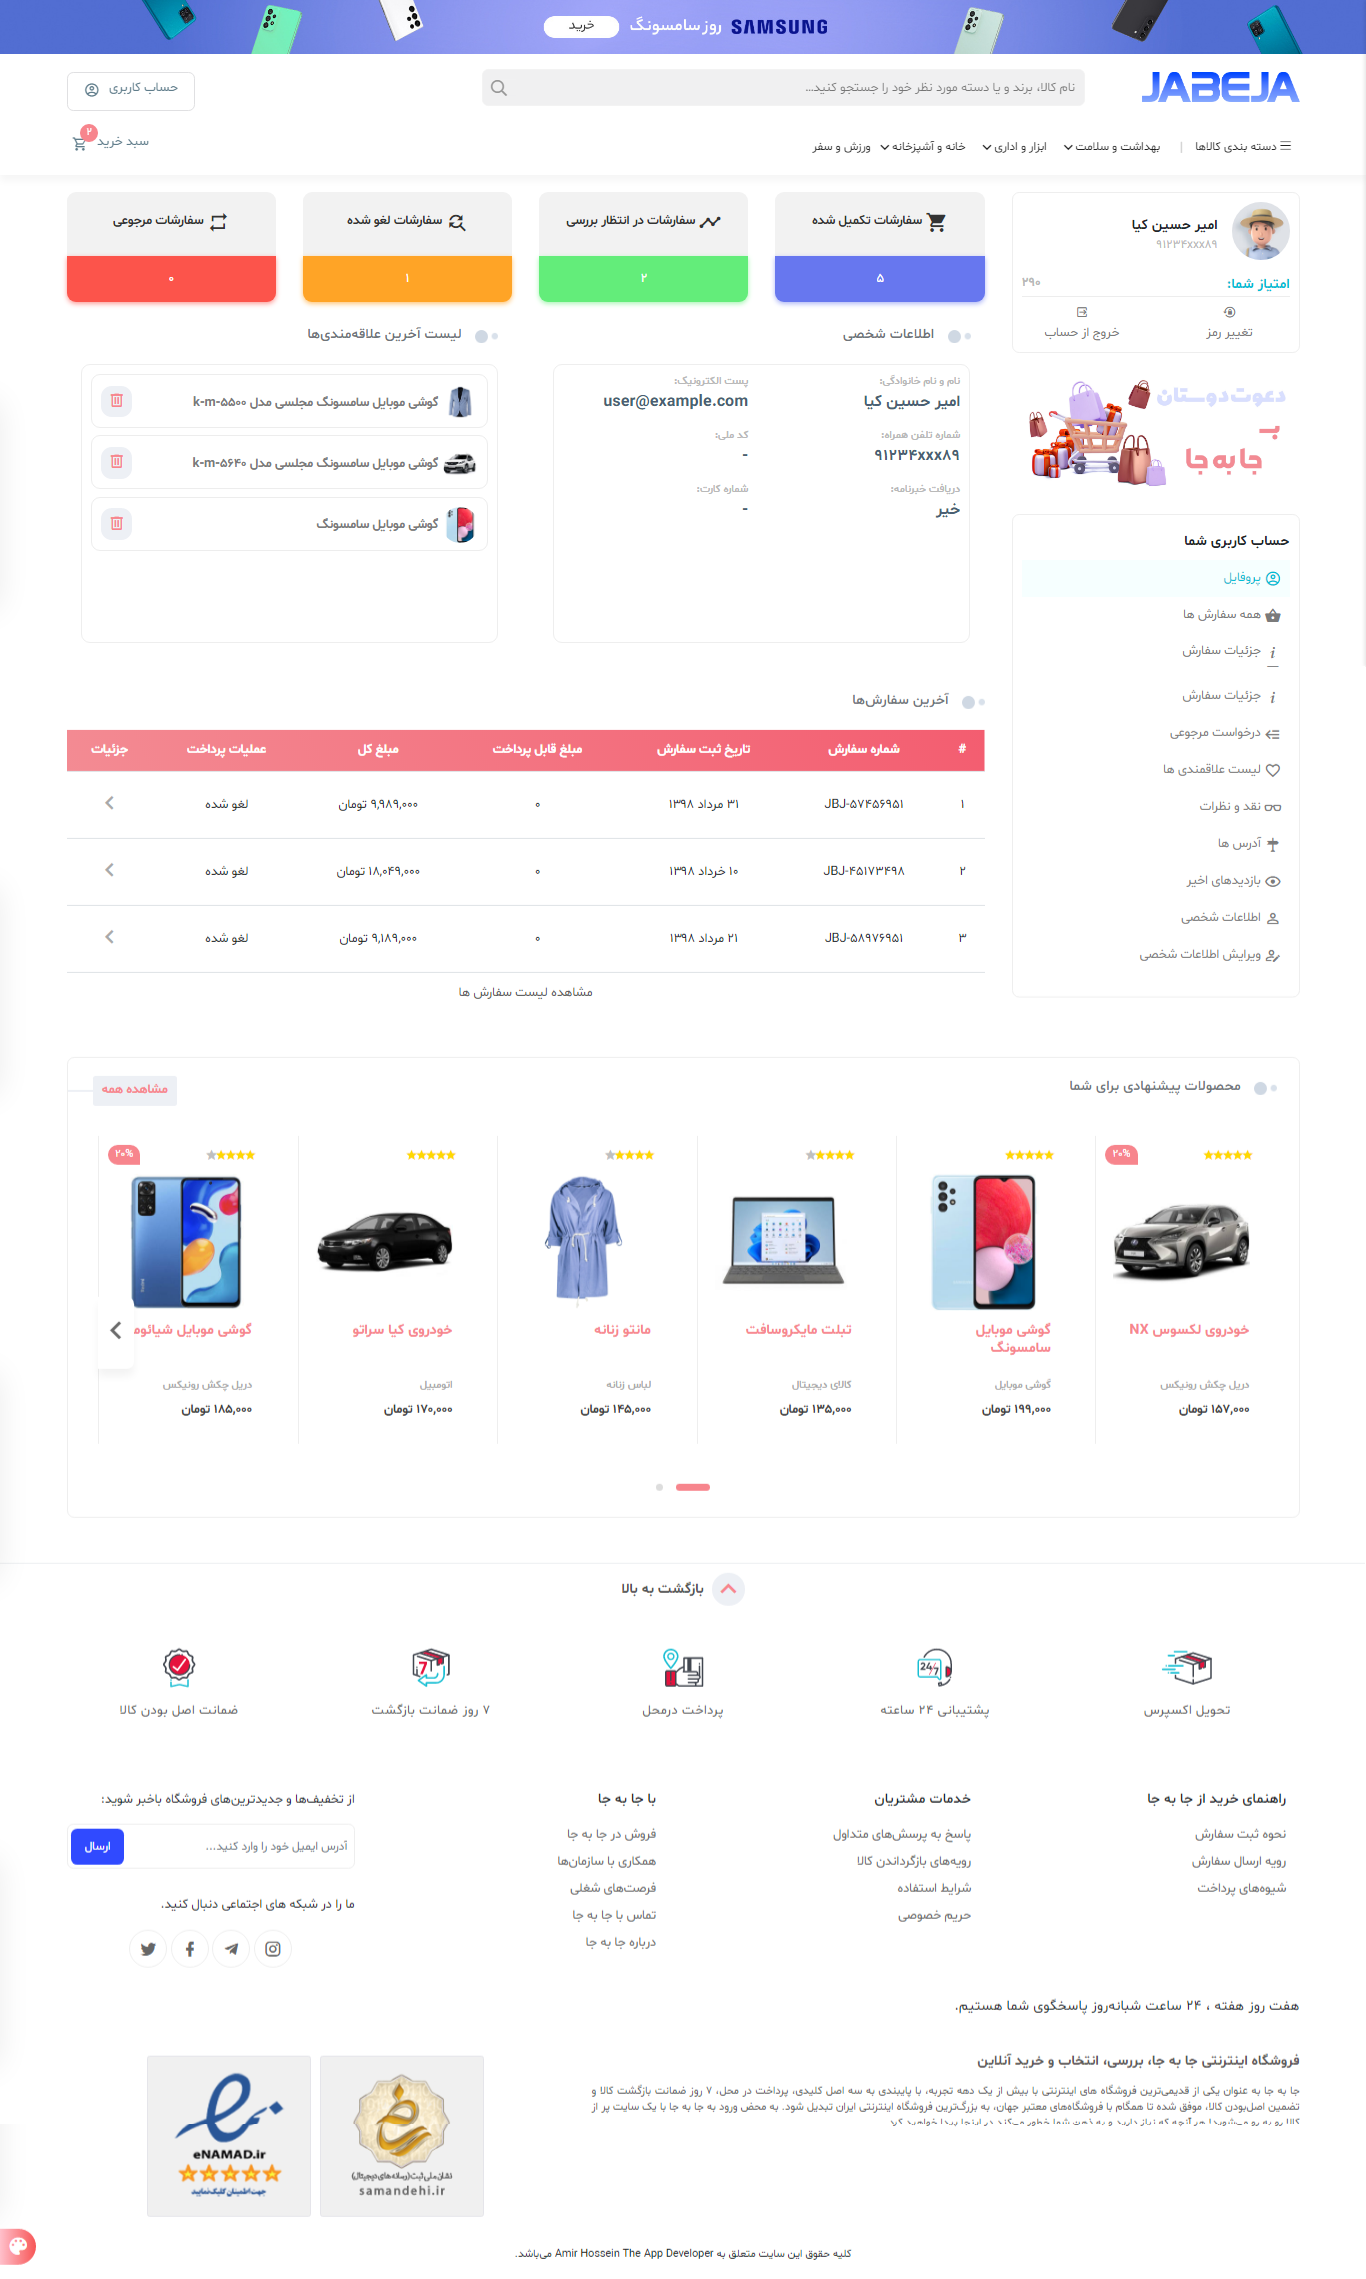 SAMSUNG روز سامسونگ خرید
JABEJA
نام کالا، برند و یا دسته مورد نظر خود را جستجو کنید…
حساب کاربری
دسته بندی کالاها | بهداشت و سلامت ابزار و اداری خانه و آشپزخانه ورزش و سفر
سبد خرید ۲
امیر حسین کیا
۹۱۲۳۴xxx۸۹
امتیاز شما: ۲۹۰
تغییر رمز خروج از حساب
سفارشات تکمیل شده
۵
سفارشات در انتظار بررسی
۲
سفارشات لغو شده
۱
سفارشات مرجوعی
۰
دعوت دوستان
بـ
جا به جا
حساب کاربری شما
پروفایل
همه سفارش ها
جزئیات سفارش
جزئیات سفارش
درخواست مرجوعی
لیست علاقمندی ها
نقد و نظرات
آدرس ها
بازدیدهای اخیر
اطلاعات شخصی
ویرایش اطلاعات شخصی
اطلاعات شخصی
نام و نام خانوادگی: پست الکترونیک:
امیر حسین کیا user@example.com
شماره تلفن همراه: کد ملی:
۹۱۲۳۴xxx۸۹ -
دریافت خبرنامه: شماره کارت:
خیر -
لیست آخرین علاقه‌مندی‌ها
گوشی موبایل سامسونگ مجلسی مدل k-m-۵۵۰۰
گوشی موبایل سامسونگ مجلسی مدل k-m-۵۶۴۰
گوشی موبایل سامسونگ
آخرین سفارش‌ها
# شماره سفارش تاریخ ثبت سفارش مبلغ قابل پرداخت مبلغ کل عملیات پرداخت جزئیات
۱ JBJ-۵۷۴۵۶۹۵۱ ۳۱ مرداد ۱۳۹۸ ۰ ۹,۹۸۹,۰۰۰ تومان لغو شده
۲ JBJ-۴۵۱۷۳۴۹۸ ۱۰ خرداد ۱۳۹۸ ۰ ۱۸,۰۴۹,۰۰۰ تومان لغو شده
۳ JBJ-۵۸۹۷۶۹۵۱ ۲۱ مرداد ۱۳۹۸ ۰ ۹,۱۸۹,۰۰۰ تومان لغو شده
مشاهده لیست سفارش ها
محصولات پیشنهادی برای شما
مشاهده همه
۲۰%
خودروی لکسوس NX
دریل چکش رونیکس
۱۵۷,۰۰۰ تومان
گوشی موبایل
سامسونگ
گوشی موبایل
۱۹۹,۰۰۰ تومان
تبلت مایکروسافت
کالای دیجیتال
۱۳۵,۰۰۰ تومان
مانتو زنانه
لباس زنانه
۱۴۵,۰۰۰ تومان
خودروی کیا سراتو
اتومبیل
۱۷۰,۰۰۰ تومان
۲۰%
گوشی موبایل شیائوم
دریل چکش رونیکس
۱۸۵,۰۰۰ تومان
بازگشت به بالا
24/7
7
تحویل اکسپرس
پشتیبانی ۲۴ ساعته
پرداخت درمحل
۷ روز ضمانت بازگشت
ضمانت اصل بودن کالا
راهنمای خرید از جا به جا
نحوه ثبت سفارش
رویه ارسال سفارش
شیوه‌های پرداخت
خدمات مشتریان
پاسخ به پرسش‌های متداول
رویه‌های بازگرداندن کالا
شرایط استفاده
حریم خصوصی
با جا به جا
فروش در جا به جا
همکاری با سازمان‌ها
فرصت‌های شغلی
تماس با جا به جا
درباره جا به جا
از تخفیف‌ها و جدیدترین‌های فروشگاه باخبر شوید:
آدرس ایمیل خود را وارد کنید… ارسال
ما را در شبکه های اجتماعی دنبال کنید.
هفت روز هفته ، ۲۴ ساعت شبانه‌روز پاسخگوی شما هستیم.
فروشگاه اینترنتی جا به جا، بررسی، انتخاب و خرید آنلاین
جا به جا به عنوان یکی از قدیمی‌ترین فروشگاه های اینترنتی با بیش از یک دهه تجربه، با پایبندی به سه اصل کلیدی، پرداخت در محل، ۷ روز ضمانت بازگشت کالا و
تضمین اصل‌بودن کالا، موفق شده تا همگام با فروشگاه‌های معتبر جهان، به بزرگ‌ترین فروشگاه اینترنتی ایران تبدیل شود. به محض ورود به جا به جا با یک سایت پر از
نشان ملی ثبت (رسانه های دیجیتال)
samandehi.ir
eNAMAD.ir
جهت اطمینان کلیک نمایید
کلیه حقوق این سایت متعلق به Amir Hossein The App Developer می‌باشد.